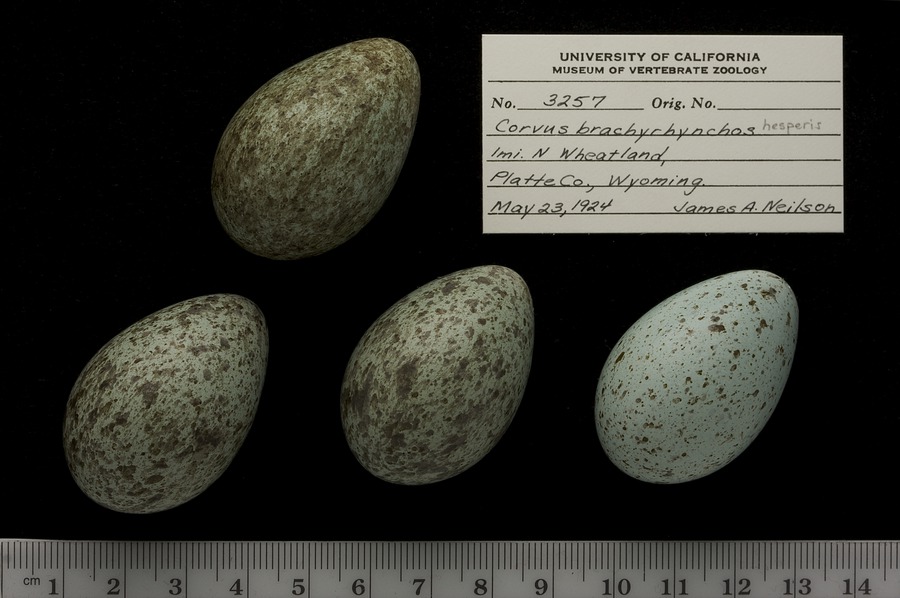 UNIVERSITY OF CALIFORNIA
MUSEUM OF VERTEBRATE ZOOLOGY
No. 3257 Orig. No.
Corvus brachyrhynchos hesperis
1mi. N Wheatland,
Platte Co., Wyoming.
May 23, 1924 James A. Neilson
cm 1 2 3 4 5 6 7 8 9 10 11 12 13 14